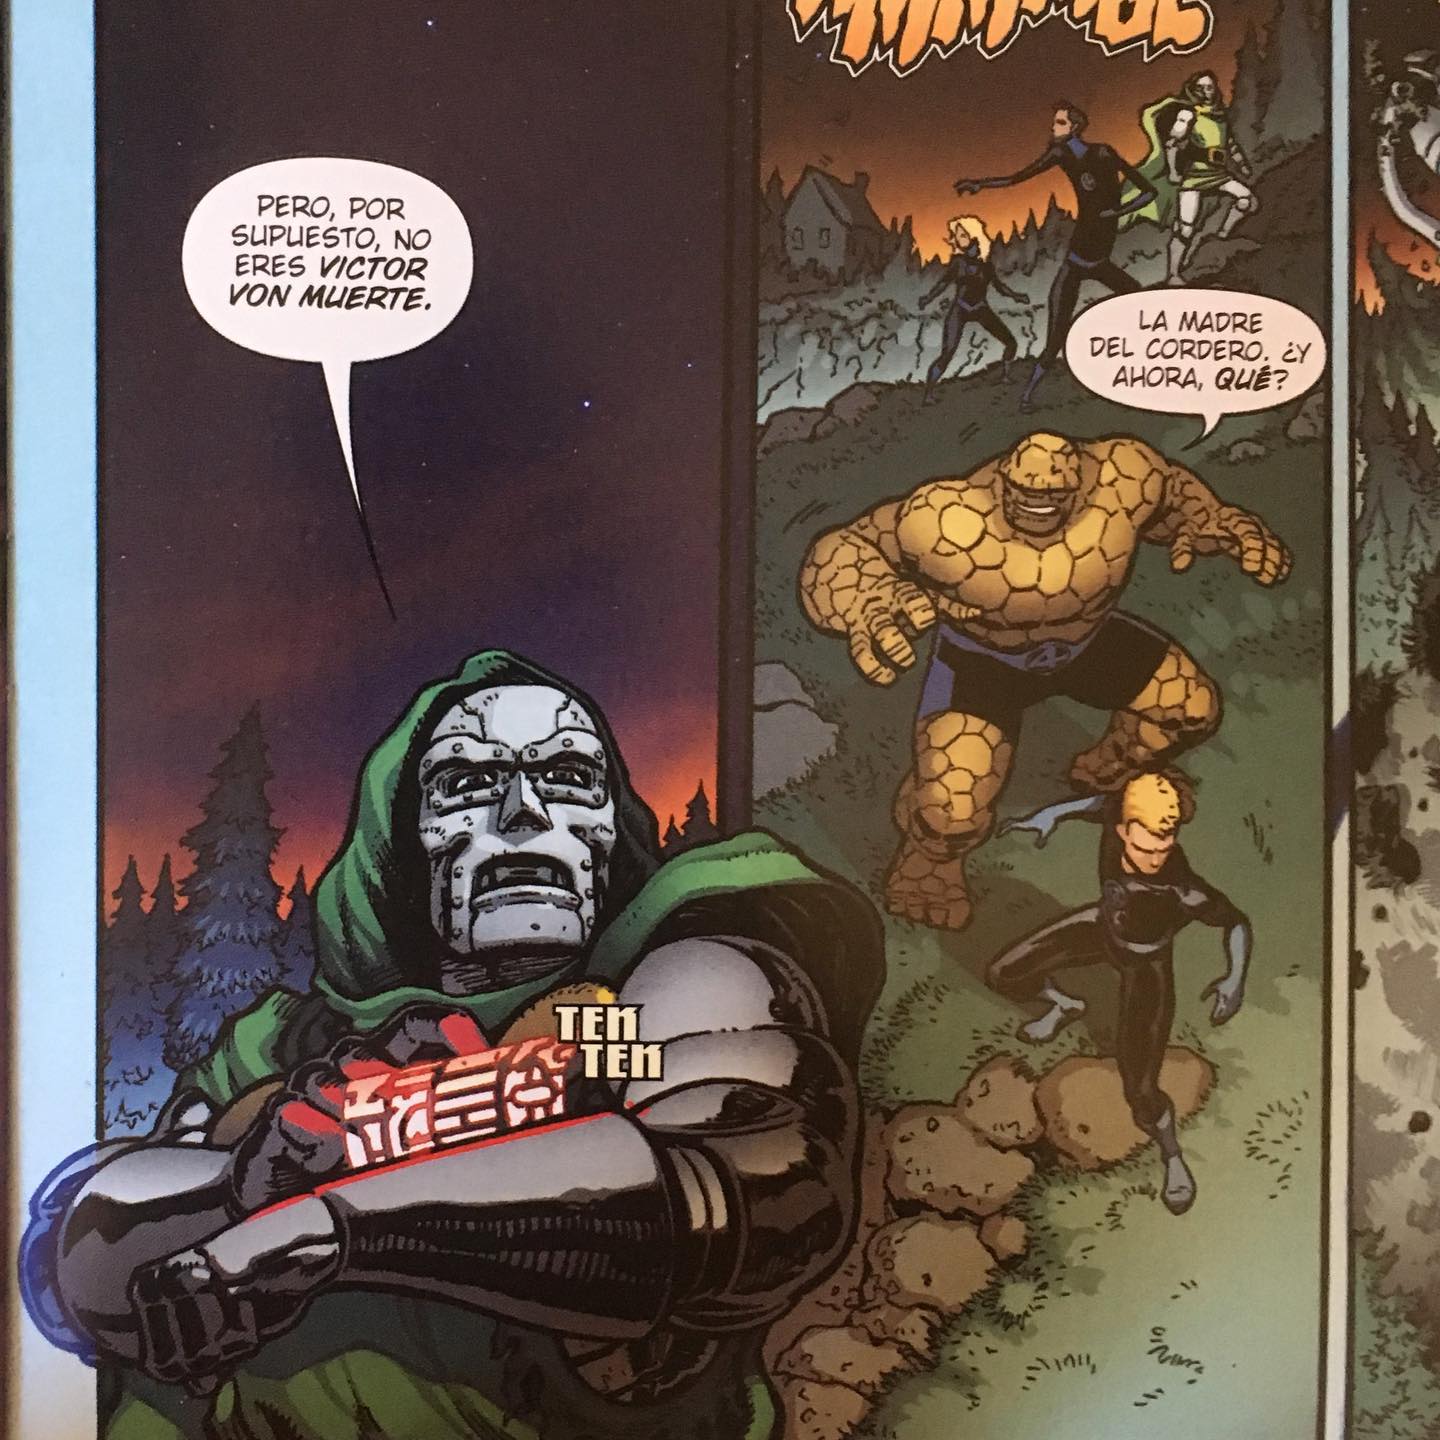 PERO, POR
SUPUESTO, NO
ERES VICTOR
VON MUERTE.
LA MADRE
DEL CORDERO. ¿Y
AHORA, QUÉ?
TEK
TEK